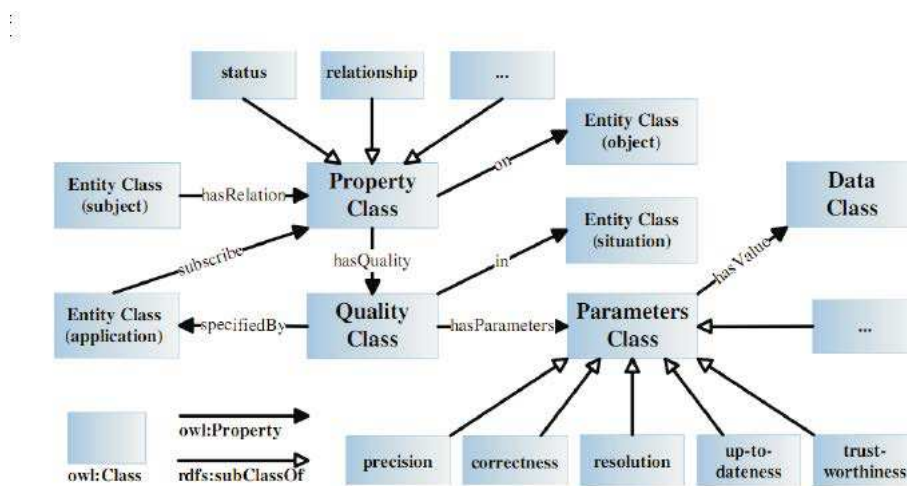 status
relationship
...
Entity Class
(object)
Entity Class
(subject)
hasRelation
Property
Class
on
Data
Class
subscribe
hasQuality
in
Entity Class
(situation)
hasValue
Entity Class
(application)
specifiedBy
Quality
Class
hasParameters
Parameters
Class
...
owl:Property
owl:Class
rdfs:subClassOf
precision
correctness
resolution
up-to-
dateness
trust-
worthiness